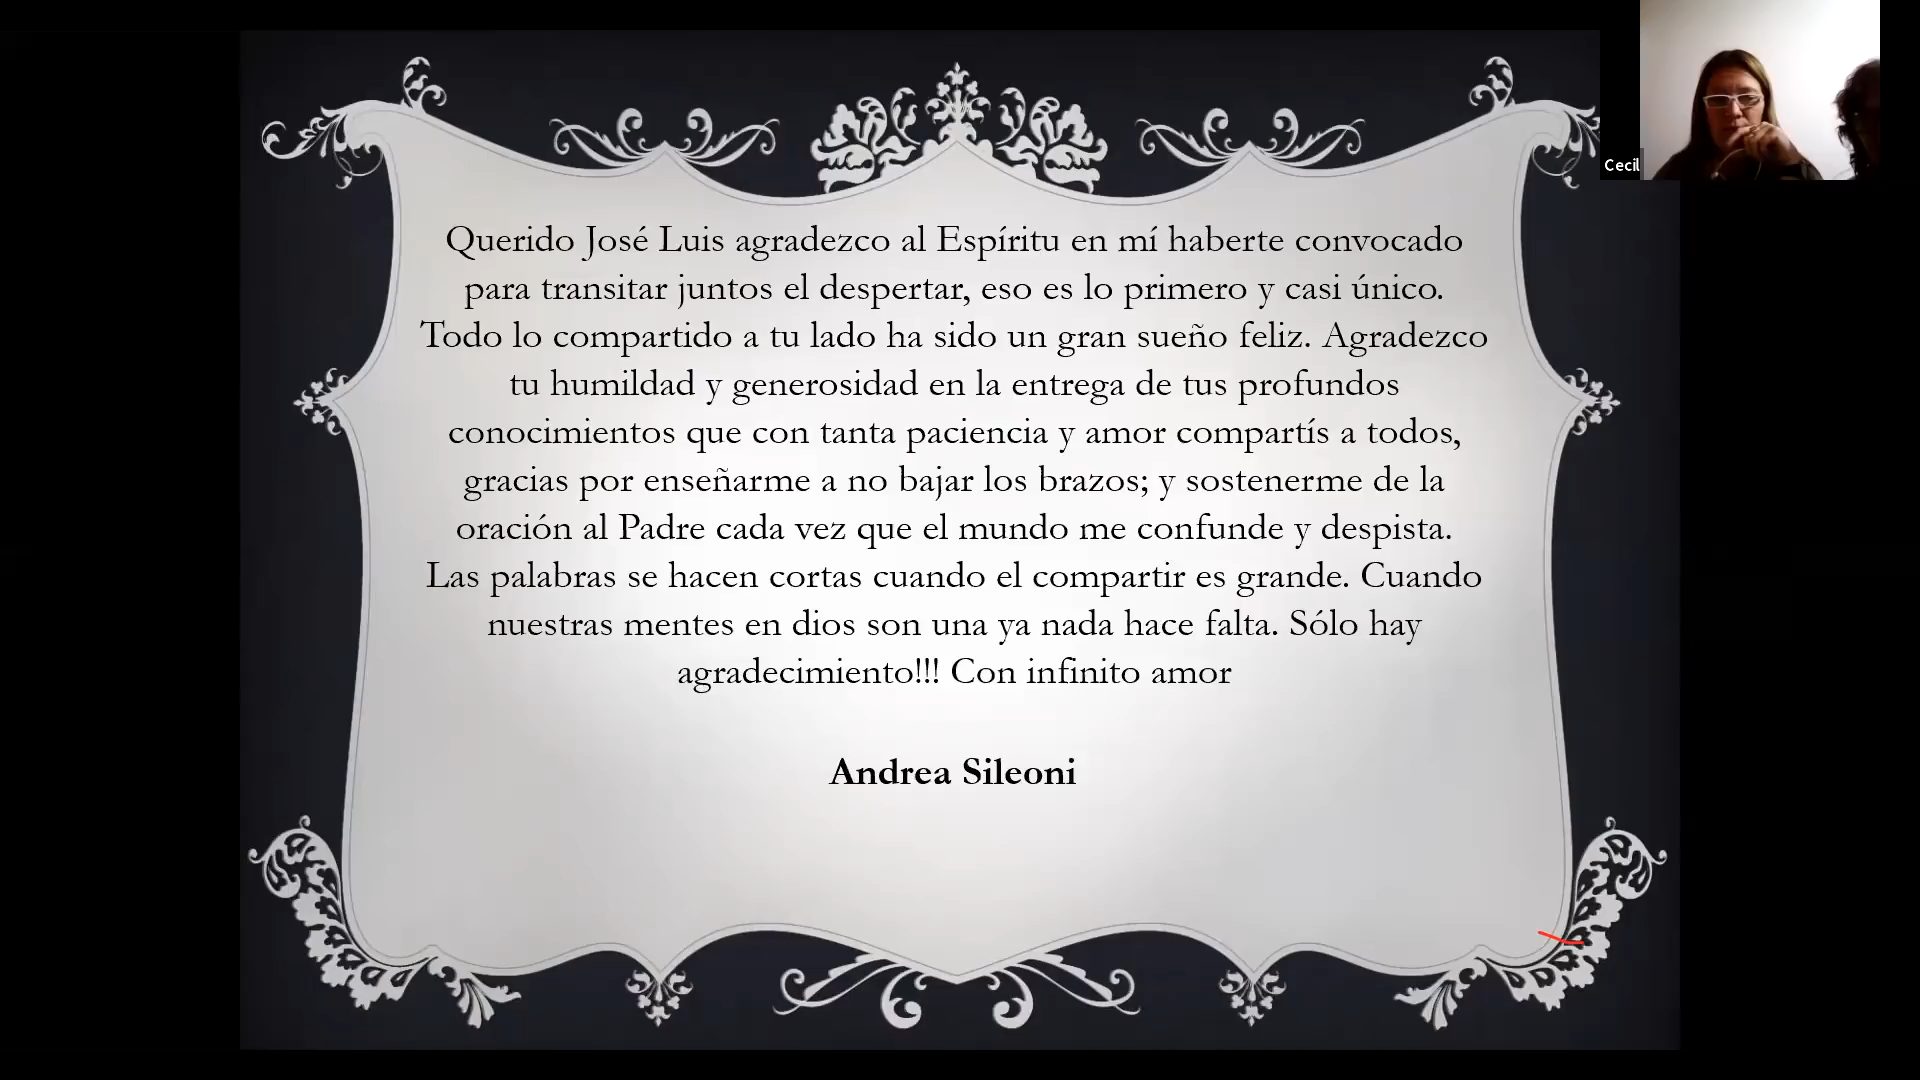 Querido José Luis agradezco al Espíritu en mí haberte convocado
para transitar juntos el despertar, eso es lo primero y casi único.
Todo lo compartido a tu lado ha sido un gran sueño feliz. Agradezco
tu humildad y generosidad en la entrega de tus profundos
conocimientos que con tanta paciencia y amor compartís a todos,
gracias por enseñarme a no bajar los brazos; y sostenerme de la
oración al Padre cada vez que el mundo me confunde y despista.
Las palabras se hacen cortas cuando el compartir es grande. Cuando
nuestras mentes en dios son una ya nada hace falta. Sólo hay
agradecimiento!!! Con infinito amor
Andrea Sileoni
Cecil